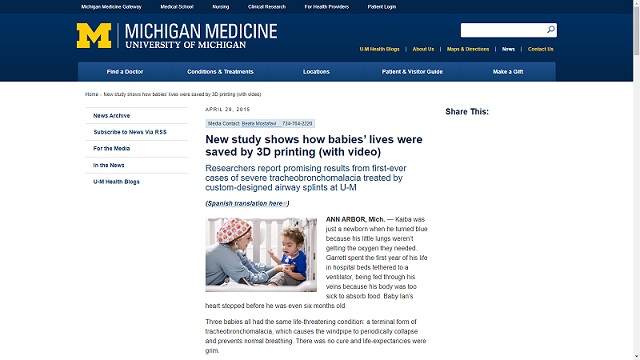 Michigan Medicine Gateway Medical School Nursing Clinical Research For Health Providers Patient Login
M MICHIGAN MEDICINE
UNIVERSITY OF MICHIGAN
U-M Health Blogs | About Us | Maps & Directions | News | Contact Us
Find a Doctor Conditions & Treatments Locations Patient & Visitor Guide Make a Gift
Home › New study shows how babies' lives were saved by 3D printing (with video)
News Archive
Subscribe to News Via RSS
For the Media
In the News
U-M Health Blogs
APRIL 29, 2015
Media Contact: Beata Mostafavi 734-764-2220
New study shows how babies' lives were
saved by 3D printing (with video)
Researchers report promising results from first-ever
cases of severe tracheobronchomalacia treated by
custom-designed airway splints at U-M
(Spanish translation here)
ANN ARBOR, Mich. — Kaiba was
just a newborn when he turned blue
because his little lungs weren't
getting the oxygen they needed.
Garrett spent the first year of his life
in hospital beds tethered to a
ventilator, being fed through his
veins because his body was too
sick to absorb food. Baby Ian's
heart stopped before he was even six months old.
Three babies all had the same life-threatening condition: a terminal form of
tracheobronchomalacia, which causes the windpipe to periodically collapse
and prevents normal breathing. There was no cure and life-expectancies were
grim.
Share This: